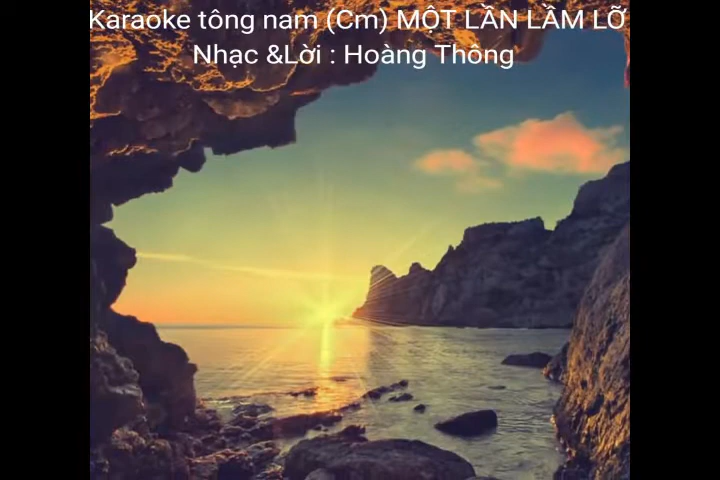 Karaoke tông nam (Cm) MỘT LẦN LẦM LỠ
Nhạc &Lời : Hoàng Thông